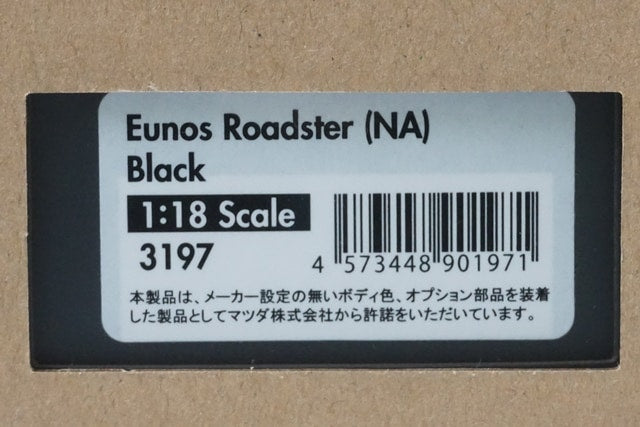 Eunos Roadster (NA)
Black
1:18 Scale
3197
4 573448 901971
本製品は、メーカー設定の無いボディ色、オプション部品を装着
した製品としてマツダ株式会社から許諾をいただいています。